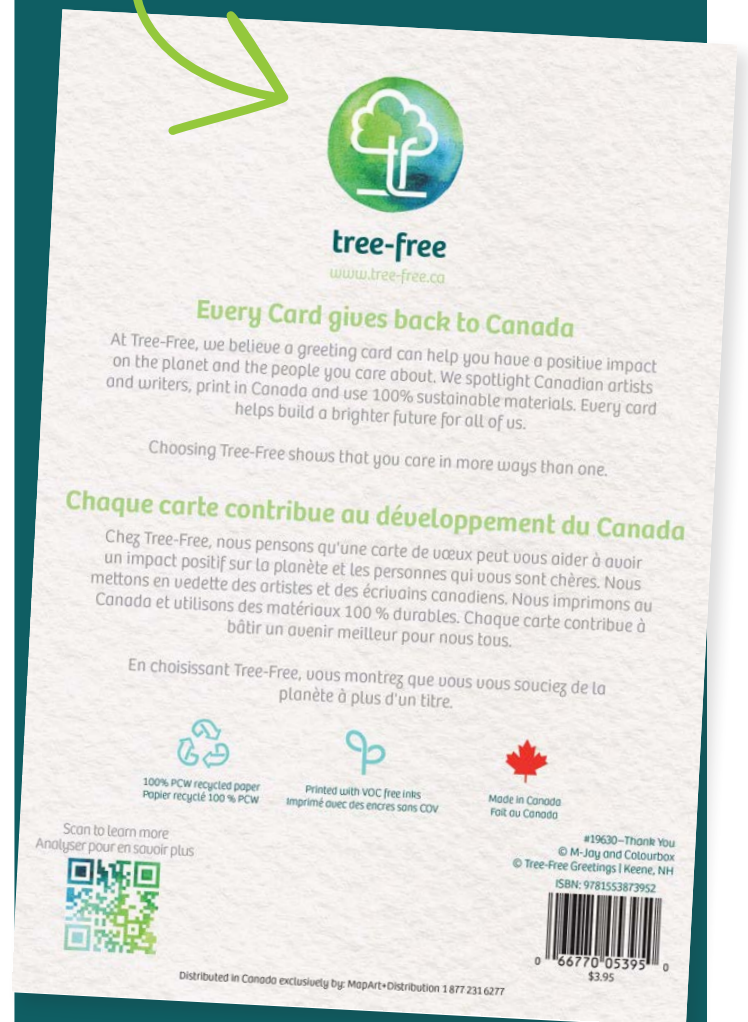 tree-free
www.tree-free.ca
Every Card gives back to Canada
At Tree-Free, we believe a greeting card can help you have a positive impact
on the planet and the people you care about. We spotlight Canadian artists
and writers, print in Canada and use 100% sustainable materials. Every card
helps build a brighter future for all of us.
Choosing Tree-Free shows that you care in more ways than one.
Chaque carte contribue au développement du Canada
Chez Tree-Free, nous pensons qu'une carte de vœux peut vous aider à avoir
un impact positif sur la planète et les personnes qui vous sont chères. Nous
mettons en vedette des artistes et des écrivains canadiens. Nous imprimons au
Canada et utilisons des matériaux 100 % durables. Chaque carte contribue à
bâtir un avenir meilleur pour nous tous.
En choisissant Tree-Free, vous montrez que vous vous souciez de la
planète à plus d'un titre.
100% PCW recycled paper
Papier recyclé 100 % PCW
Printed with VOC free inks
Imprimé avec des encres sans COV
Made in Canada
Fait au Canada
Scan to learn more
Analyser pour en savoir plus
#19630–Thank You
© M-Jay and Colourbox
© Tree-Free Greetings | Keene, NH
ISBN: 9781553873952
0 66770 05395 0
$3.95
Distributed in Canada exclusively by: MapArt•Distribution 1 877 231 6277